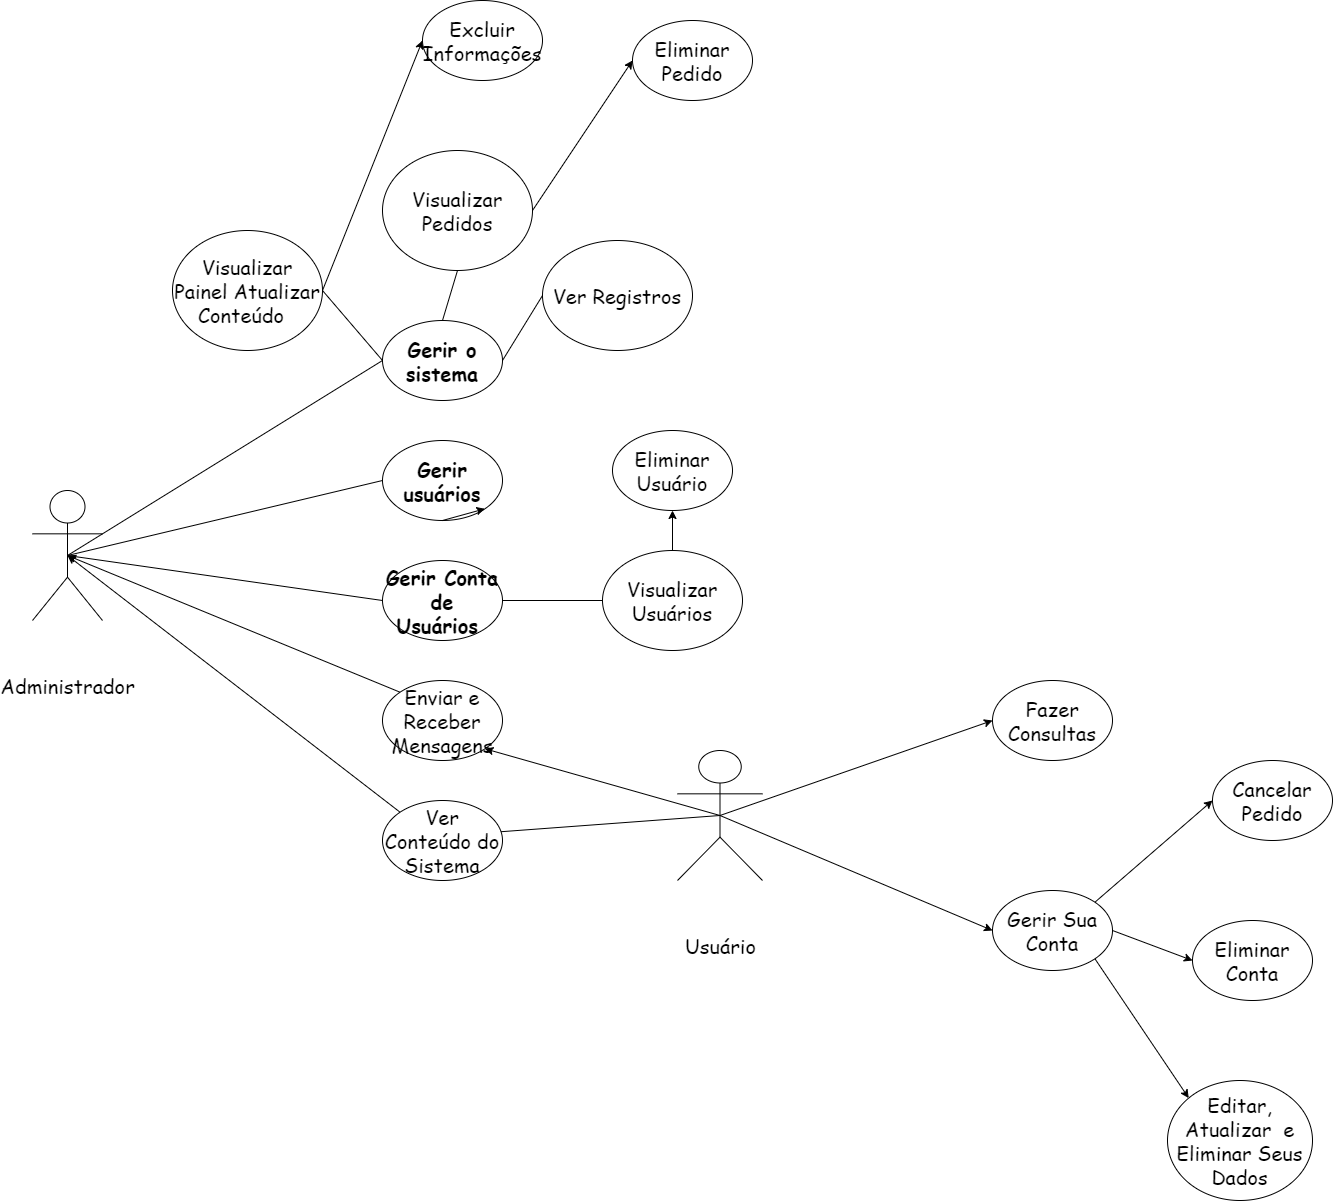 Excluir
Informações
Eliminar
Pedido
Visualizar
Pedidos
Visualizar
Painel Atualizar
Conteúdo
Ver Registros
Gerir o
sistema
Gerir
usuários
Eliminar
Usuário
Gerir Conta
de
Usuários
Visualizar
Usuários
Administrador
Enviar e
Receber
Mensagens
Fazer
Consultas
Ver
Conteúdo do
Sistema
Cancelar
Pedido
Usuário
Gerir Sua
Conta
Eliminar
Conta
Editar,
Atualizar e
Eliminar Seus
Dados